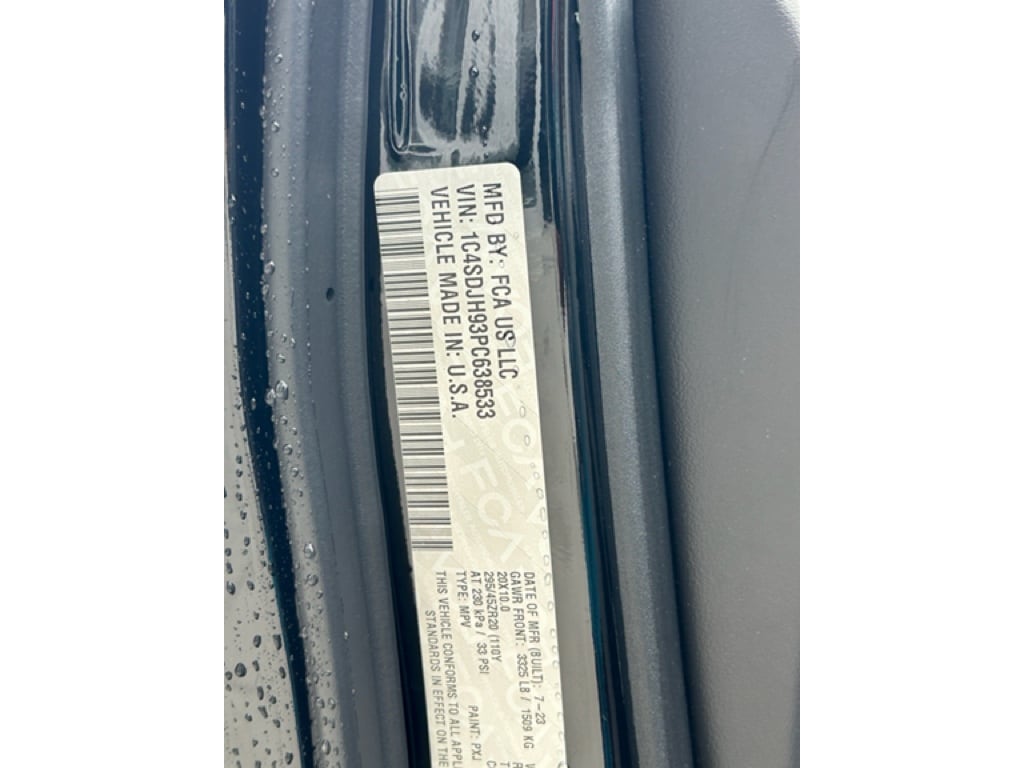 MFD BY: FCA US LLC
VIN: 1C4SDJH93PC638533
VEHICLE MADE IN: U.S.A.
DATE OF MFR (BUILT): 7-23
GAWR FRONT: 3325 LB / 1509 KG
20X10.0
295/45ZR20 (110Y
AT 230 kPa / 33 PSI
TYPE: MPV PAINT: PXJ
THIS VEHICLE CONFORMS TO ALL APPL
STANDARDS IN EFFECT ON THE
FCA